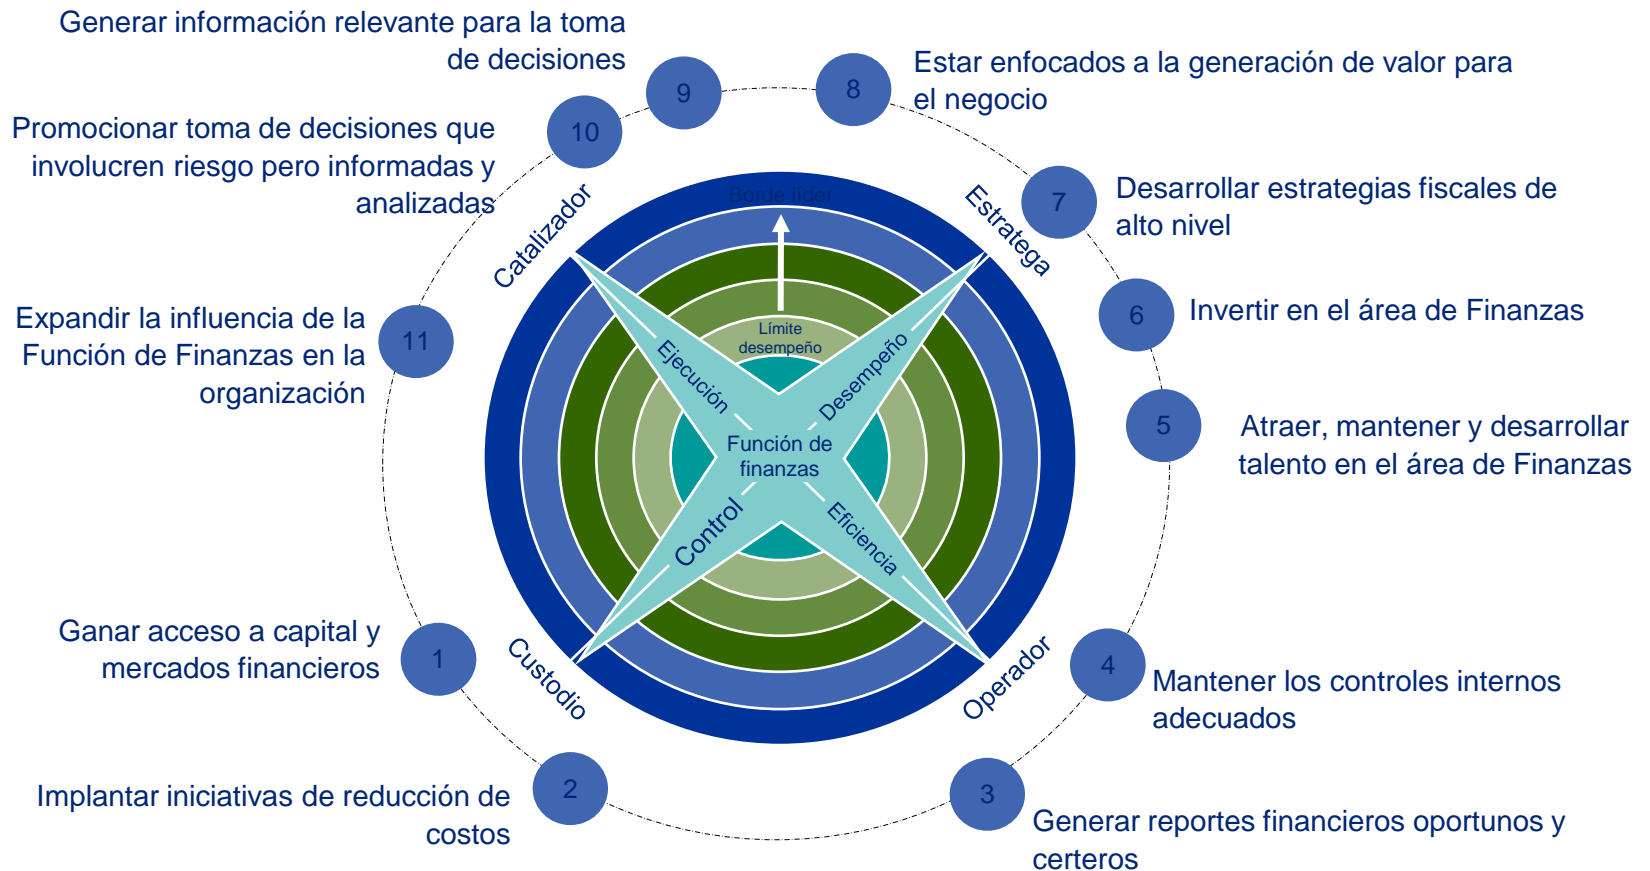 Generar información relevante para la toma
de decisiones
9
8
Estar enfocados a la generación de valor para
el negocio
Promocionar toma de decisiones que
involucren riesgo pero informadas y
analizadas
10
7
Desarrollar estrategias fiscales de
alto nivel
Catalizador
Borde líder
Estratega
Expandir la influencia de la
Función de Finanzas en la
organización
11
6
Invertir en el área de Finanzas
Límite
desempeño
Ejecución
Desempeño
5
Atraer, mantener y desarrollar
talento en el área de Finanzas
Función de
finanzas
Control
Eficiencia
Ganar acceso a capital y
mercados financieros
1
Custodio
Operador
4
Mantener los controles internos
adecuados
Implantar iniciativas de reducción de
costos
2
3
Generar reportes financieros oportunos y
certeros